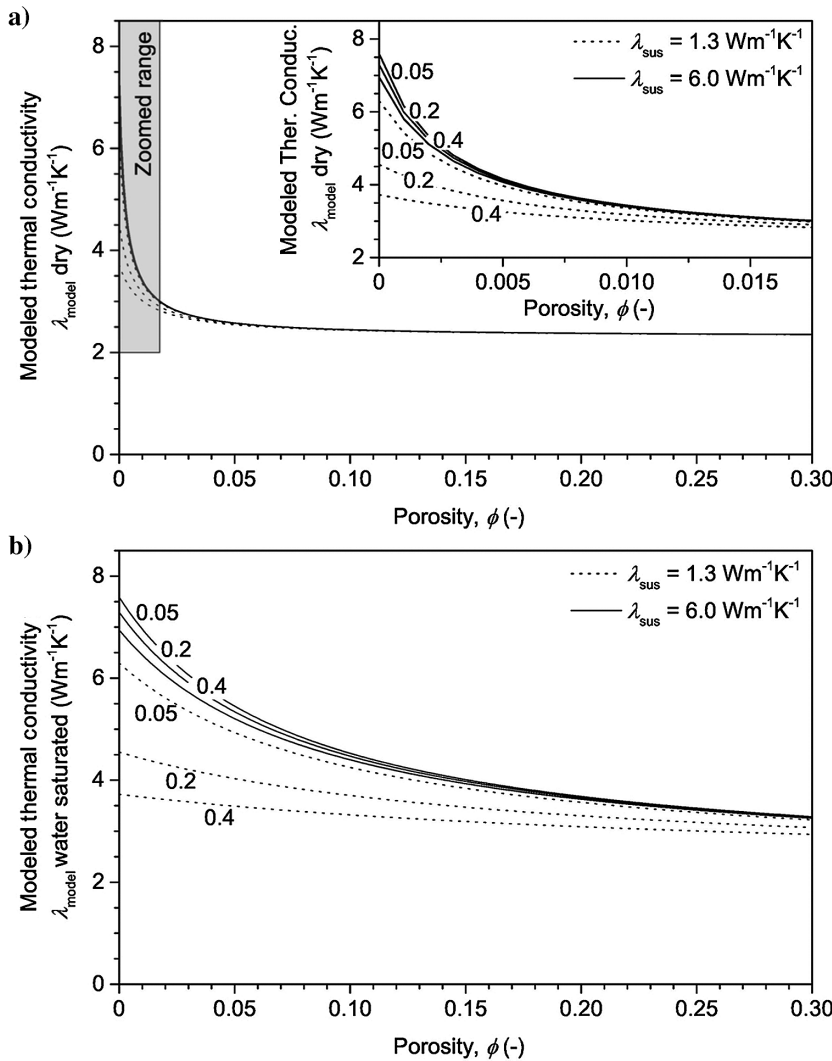 a)
Modeled thermal conductivity
λmodel dry (Wm⁻¹K⁻¹)
8
6
4
2
0
Zoomed range
Modeled Ther. Conduc.
λmodel dry (Wm⁻¹K⁻¹)
8
6
4
2
0.05
0.2
0.4
0.05
0.2
0.4
λsus = 1.3 Wm⁻¹K⁻¹
λsus = 6.0 Wm⁻¹K⁻¹
0 0.005 0.010 0.015
Porosity, ϕ (-)
0 0.05 0.10 0.15 0.20 0.25 0.30
Porosity, ϕ (-)
b)
Modeled thermal conductivity
λmodel water saturated (Wm⁻¹K⁻¹)
8
6
4
2
0
λsus = 1.3 Wm⁻¹K⁻¹
λsus = 6.0 Wm⁻¹K⁻¹
0.05
0.2
0.4
0.05
0.2
0.4
0 0.05 0.10 0.15 0.20 0.25 0.30
Porosity, ϕ (-)